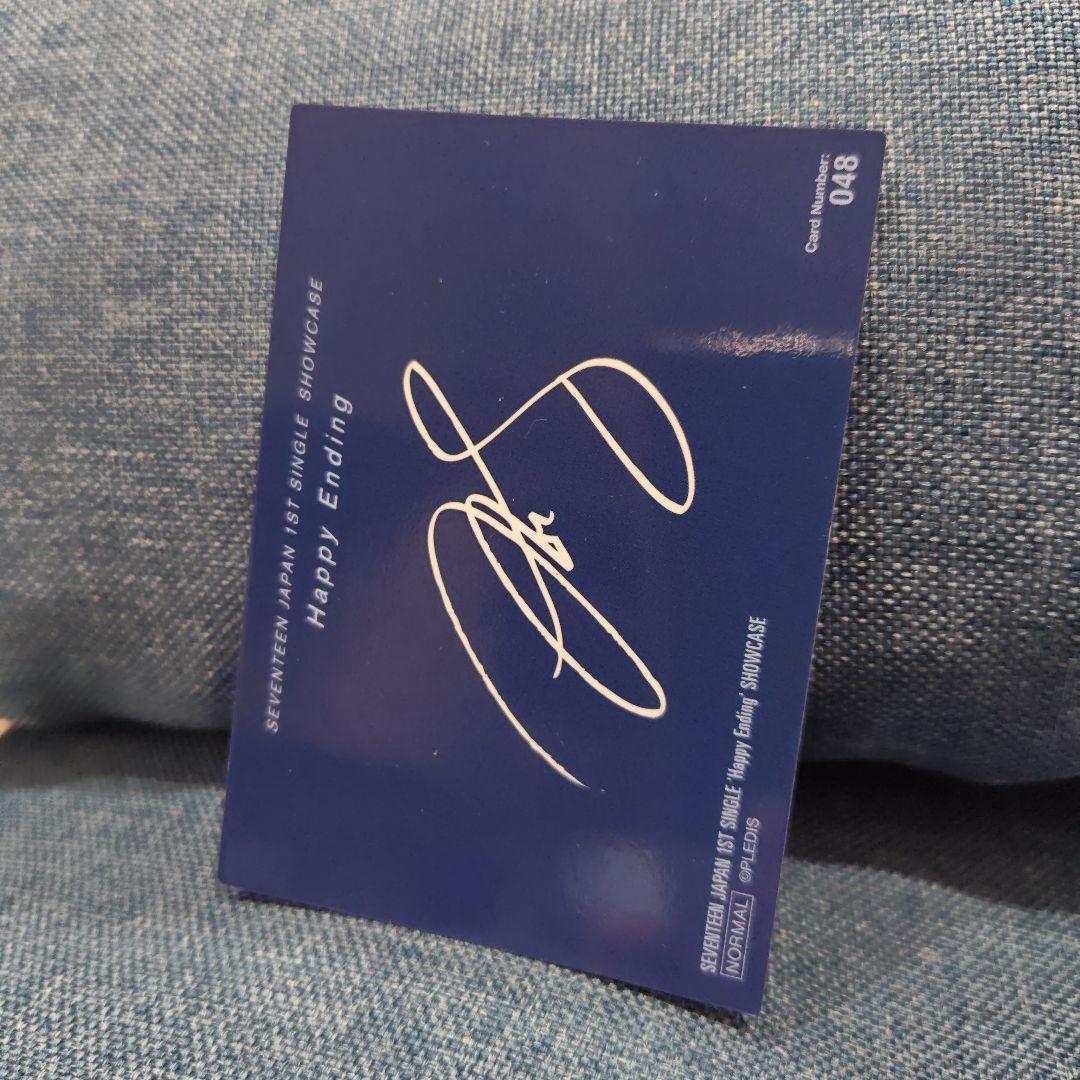 SEVENTEEN JAPAN 1ST SINGLE SHOWCASE
Happy Ending
SEVENTEEN JAPAN 1ST SINGLE 'Happy Ending' SHOWCASE
NORMAL ©PLEDIS
Card Number:
048